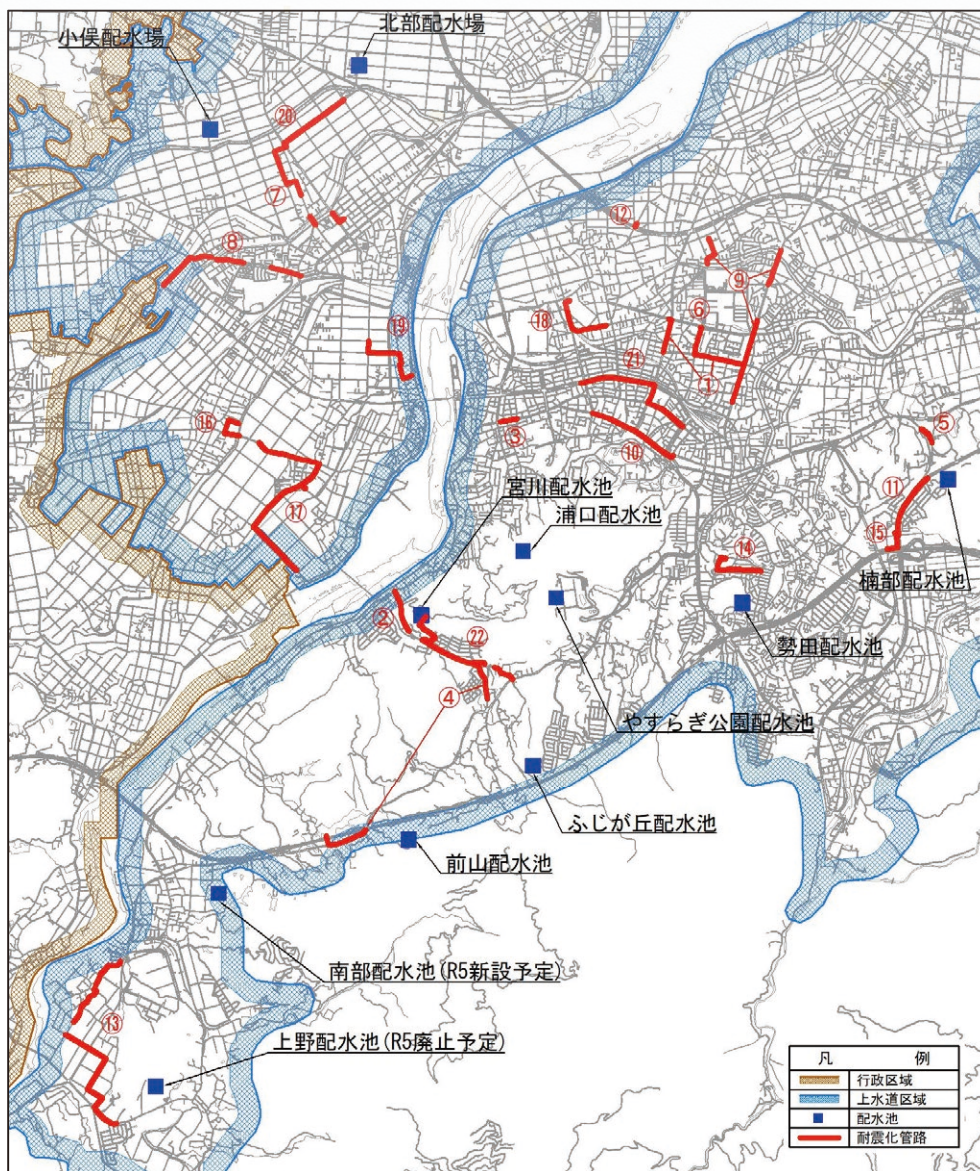 北部配水場
小俣配水場
⑳
⑦
⑧
⑫
⑨
⑥
⑱
⑲
㉑
①
⑯
③
⑩
⑤
⑪
⑰
宮川配水池
浦口配水池
⑭
⑮
楠部配水池
②
㉒
勢田配水池
④
やすらぎ公園配水池
ふじが丘配水池
前山配水池
南部配水池(R5新設予定)
⑬
上野配水池(R5廃止予定)
凡 例
行政区域
上水道区域
配水池
耐震化管路